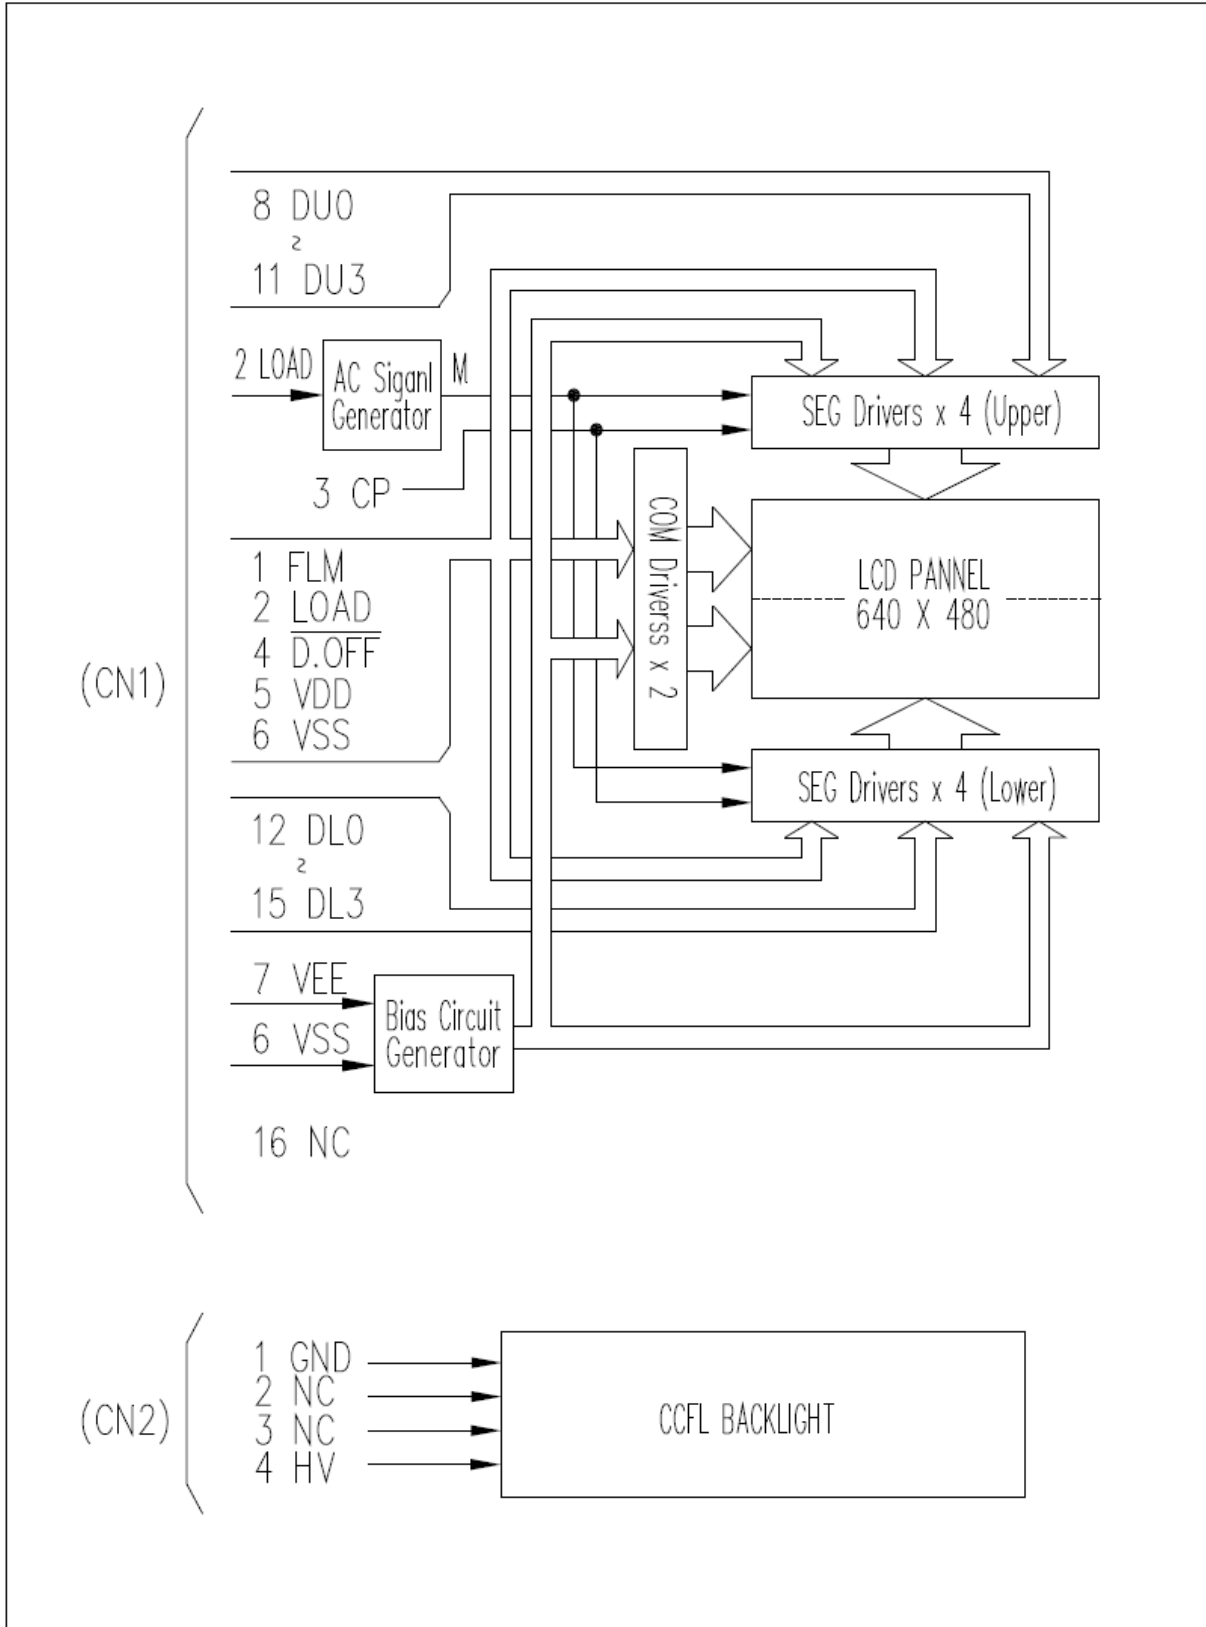 8 DU0
~
11 DU3
2 LOAD
AC Siganl
Generator
M
3 CP
SEG Drivers x 4 (Upper)
COM Driverss x 2
LCD PANNEL
640 X 480
(CN1)
1 FLM
2 LOAD
4 D.OFF
5 VDD
6 VSS
SEG Drivers x 4 (Lower)
12 DL0
~
15 DL3
7 VEE
6 VSS
Bias Circuit
Generator
16 NC
(CN2)
1 GND
2 NC
3 NC
4 HV
CCFL BACKLIGHT